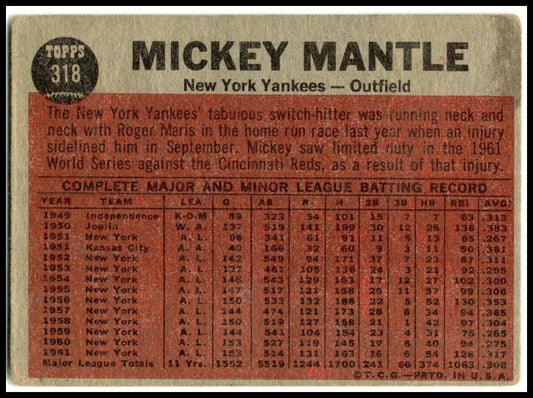 TOPPS
318
MICKEY MANTLE
New York Yankees — Outfield
The New York Yankees' fabulous switch-hitter was running neck and
neck with Roger Maris in the home run race last year when an injury
sidelined him in September. Mickey saw limited duty in the 1961
World Series against the Cincinnati Reds, as a result of that injury.
COMPLETE MAJOR AND MINOR LEAGUE BATTING RECORD
YEAR TEAM LEA. G AB R H 2B 3B HR RBI AVG.
1949 Independence K-O-M 89 323 54 101 15 7 63 .313
1950 Joplin W. A. 137 519 141 199 30 12 26 136 .383
1951 New York A. L. 96 341 61 91 11 5 13 65 .267
1951 Kansas City A. A. 40 166 32 60 9 3 11 50 .361
1952 New York A. L. 142 549 94 171 37 7 23 87 .311
1953 New York A. L. 127 461 105 136 24 3 21 92 .295
1954 New York A. L. 146 543 129 163 17 12 27 102 .300
1955 New York A. L. 147 517 121 158 25 11 37 99 .306
1956 New York A. L. 150 533 132 188 22 5 52 130 .353
1957 New York A. L. 144 474 121 173 28 6 34 94 .365
1958 New York A. L. 150 519 127 158 21 1 42 97 .304
1959 New York A. L. 144 541 104 154 23 4 31 75 .285
1960 New York A. L. 153 527 119 145 17 6 40 94 .275
1961 New York A. L. 153 514 131 16 6 54 128
Major League Totals 11 Yrs. 1552 5519 1244 1700 241 66 374 1063 .308
© T. C. G. — PRTD. IN U. S. A.